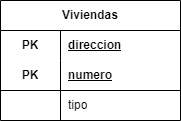 Viviendas
PK direccion
PK numero
tipo